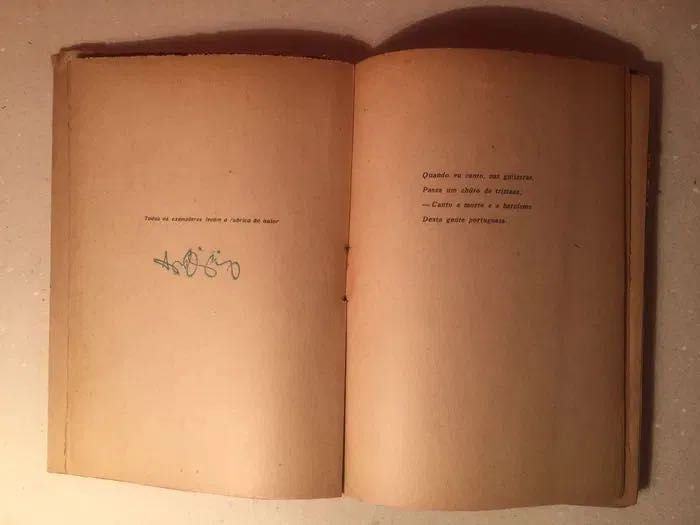 Todos os exemplares levam a rubrica do autor
Quando eu canto, nas guitarras
Passa um chôro de tristeza,
— Canto a morte e o heroísmo
Desta gente portuguesa.